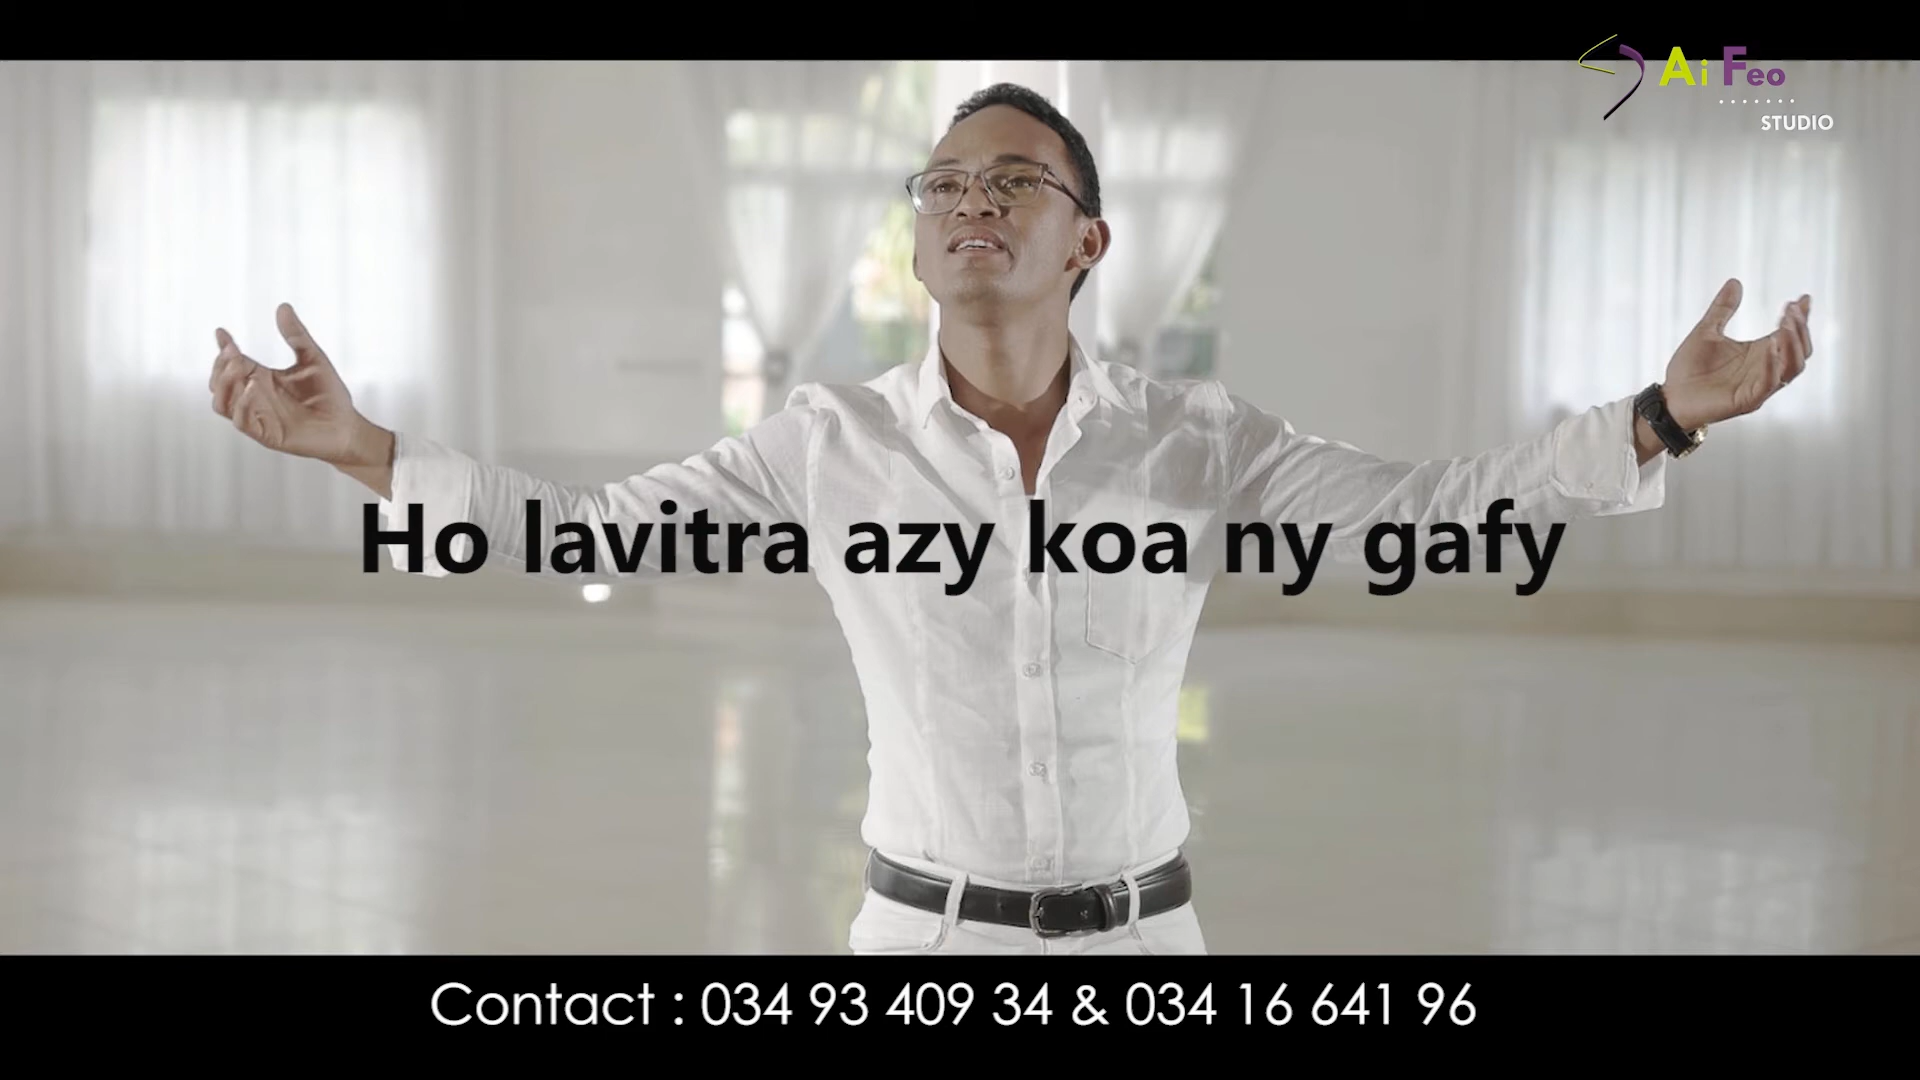 Ai Feo
STUDIO
Ho lavitra azy koa ny gafy
Contact : 034 93 409 34 & 034 16 641 96